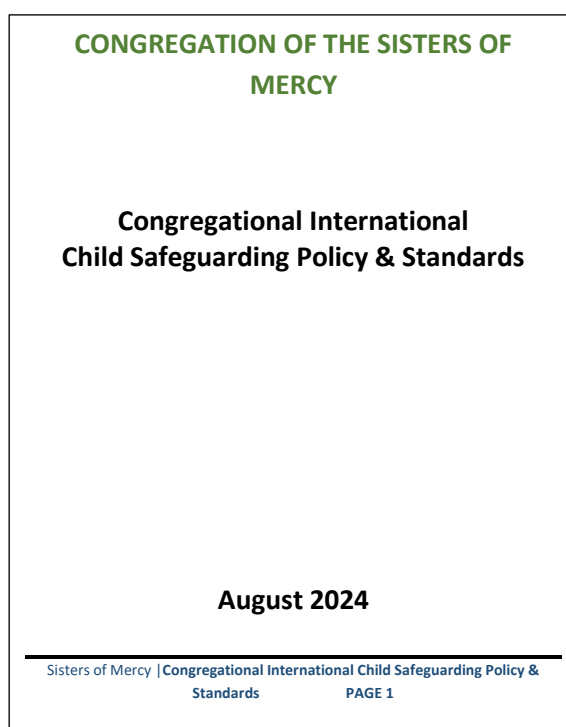 CONGREGATION OF THE SISTERS OF
MERCY
Congregational International
Child Safeguarding Policy & Standards
August 2024
Sisters of Mercy |Congregational International Child Safeguarding Policy &
Standards PAGE 1